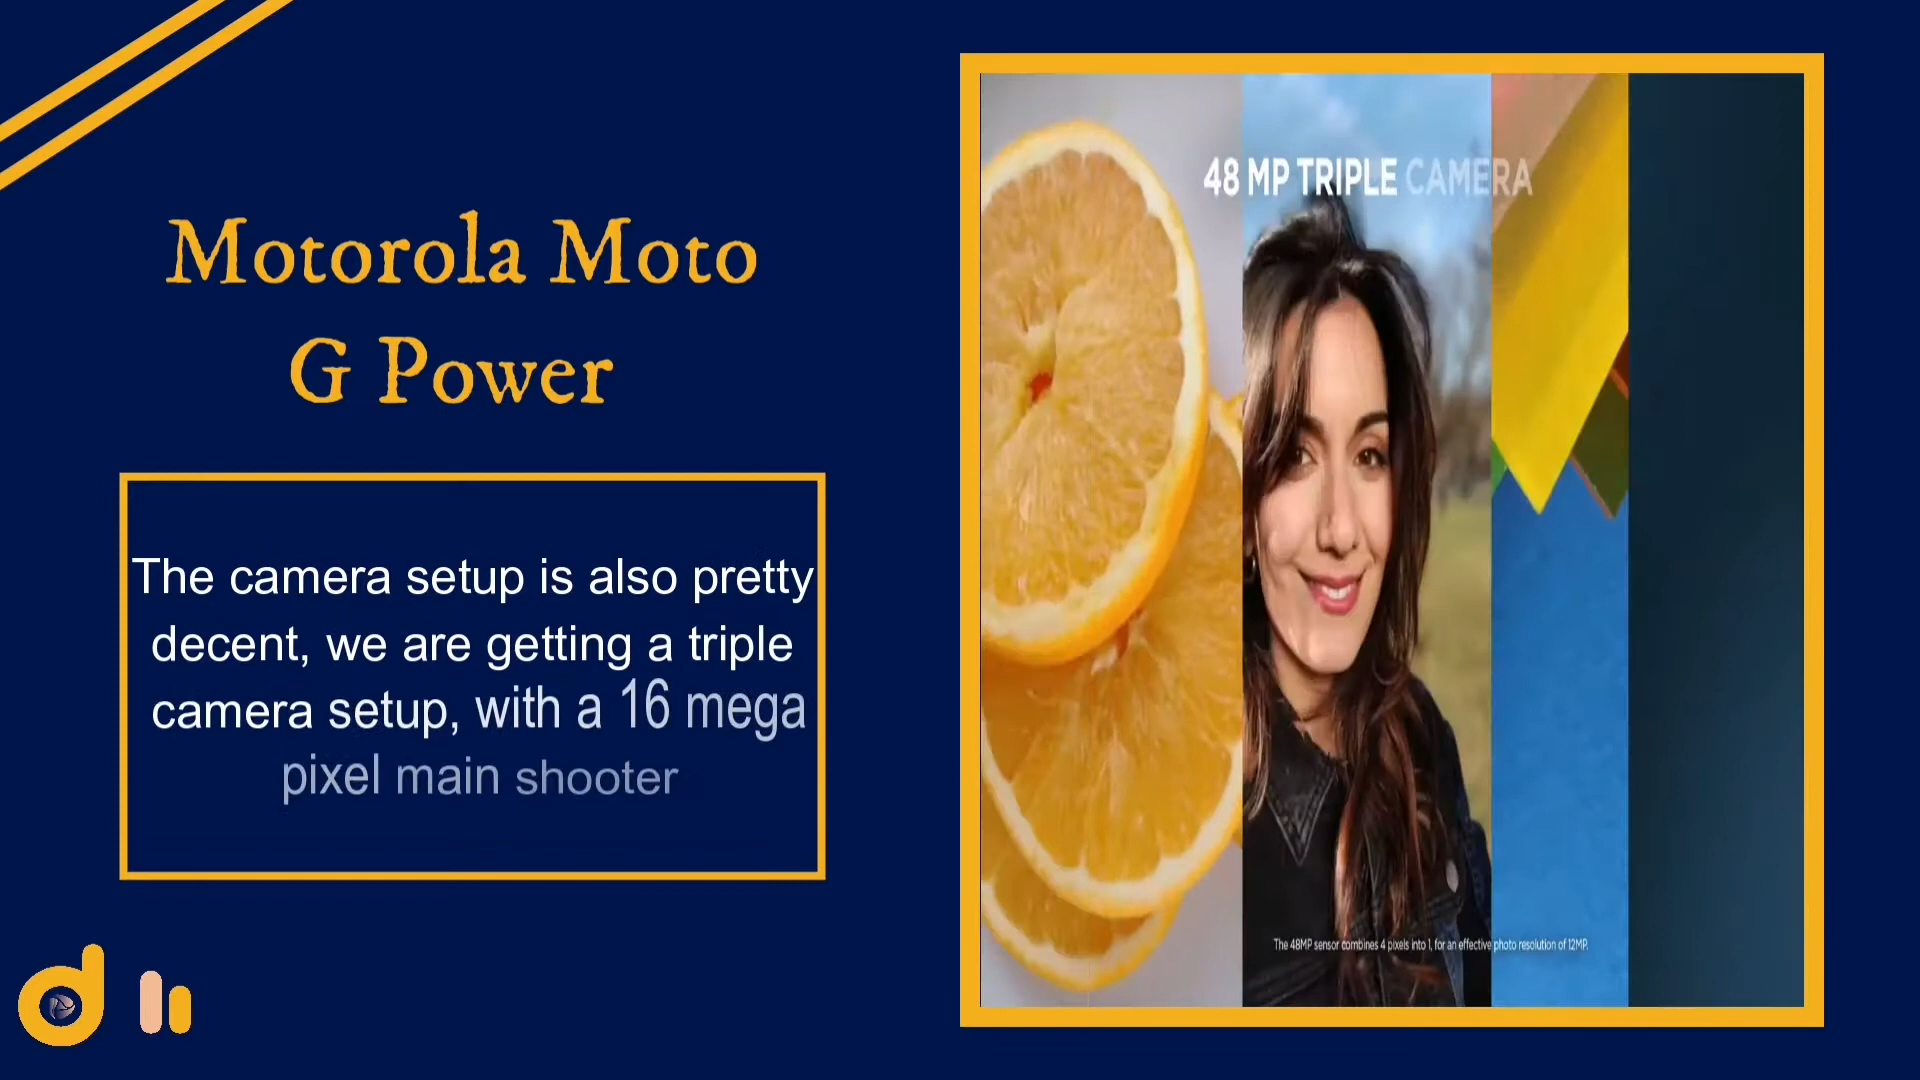 Motorola Moto
G Power
The camera setup is also pretty
decent, we are getting a triple
camera setup, with a 16 mega
pixel main shooter
48 MP TRIPLE CAMERA
The 48MP sensor combines 4 pixels into 1, for an effective photo resolution of 12MP.